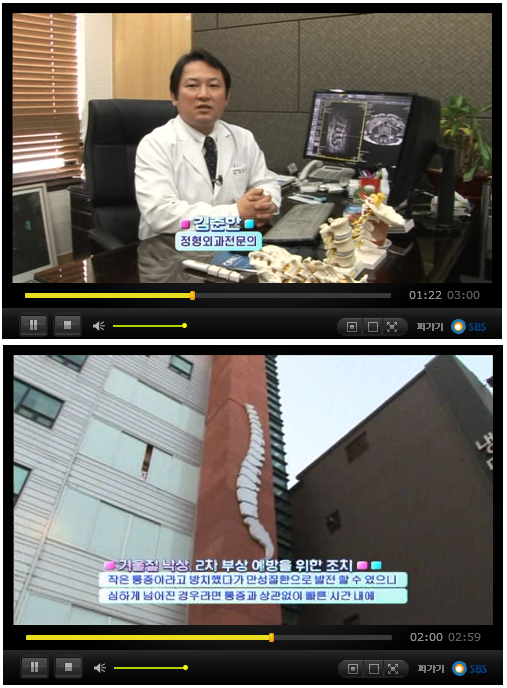 김준한
정형외과전문의
01:22 03:00
퍼가기 SBS
겨울철 낙상, 2차 부상 예방을 위한 조치
작은 통증이라고 방치했다가 만성질환으로 발전 할 수 있으니
심하게 넘어진 경우라면 통증과 상관없이 빠른 시간 내에
02:00 02:59
퍼가기 SBS